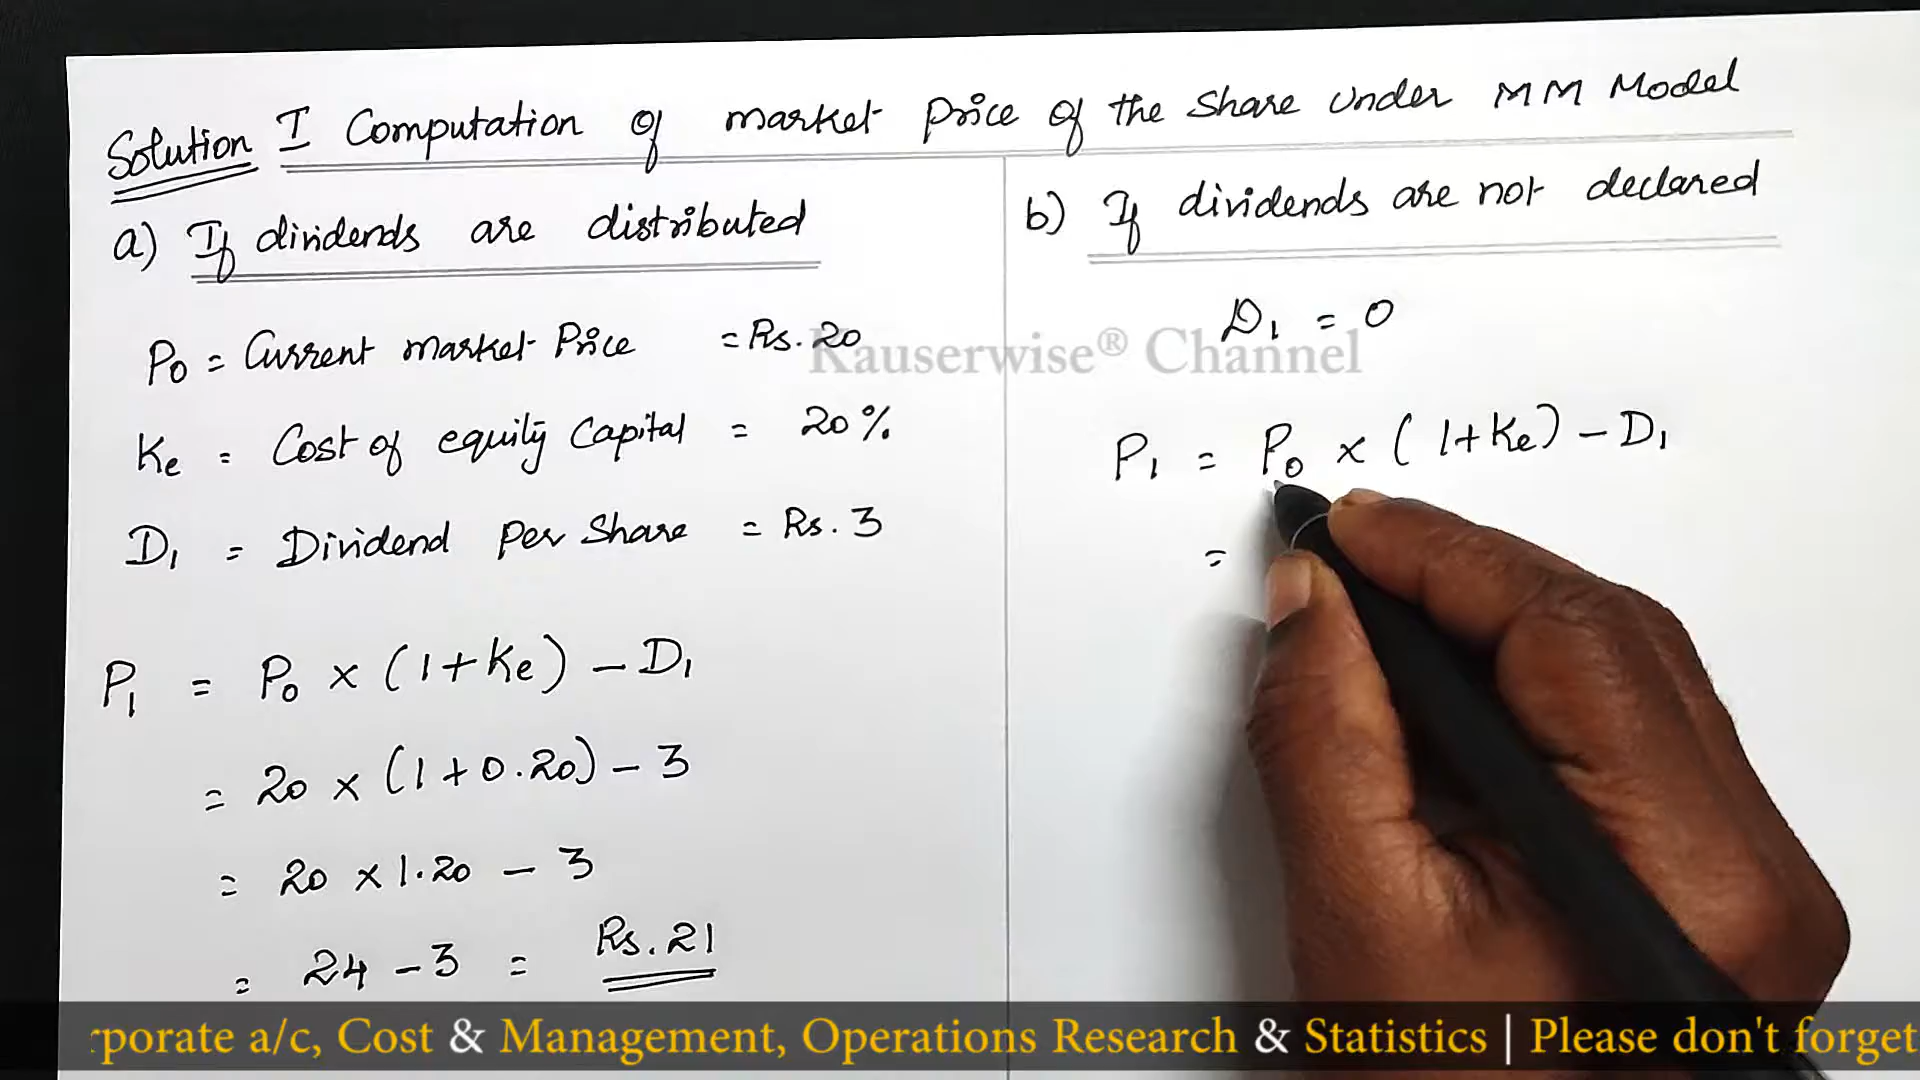 Solution I Computation of market Price of the Share under MM Model
a) If dividends are distributed
P0 = Current market Price = Rs. 20
Ke = Cost of equity Capital = 20%
D1 = Dividend Per Share = Rs. 3
P1 = P0 × (1+Ke) – D1
= 20 × (1+0.20) – 3
= 20 × 1.20 – 3
= 24 – 3 = Rs. 21
b) If dividends are not declared
D1 = 0
P1 = P0 × (1+Ke) – D1
=
Kauserwise® Channel
rporate a/c, Cost & Management, Operations Research & Statistics | Please don't forget